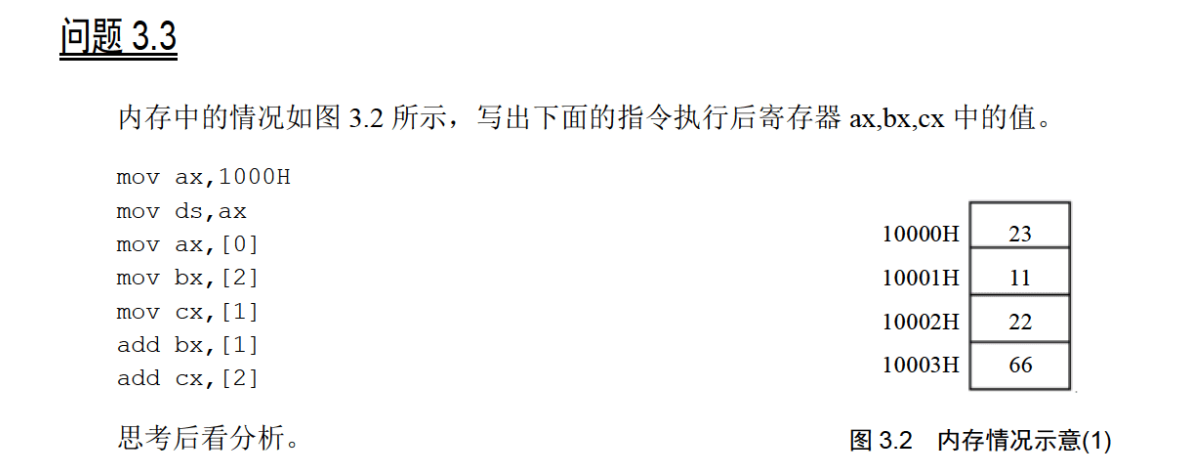 问题 3.3
内存中的情况如图 3.2 所示，写出下面的指令执行后寄存器 ax,bx,cx 中的值。
mov ax,1000H
mov ds,ax
mov ax,[0]
mov bx,[2]
mov cx,[1]
add bx,[1]
add cx,[2]
思考后看分析。
10000H 23
10001H 11
10002H 22
10003H 66
图 3.2 内存情况示意(1)